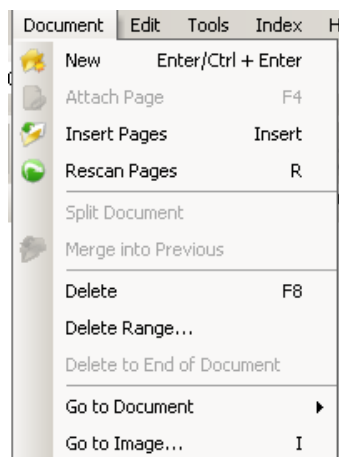 Document Edit Tools Index H
New Enter/Ctrl + Enter
Attach Page F4
Insert Pages Insert
Rescan Pages R
Split Document
Merge into Previous
Delete F8
Delete Range...
Delete to End of Document
Go to Document
Go to Image... I